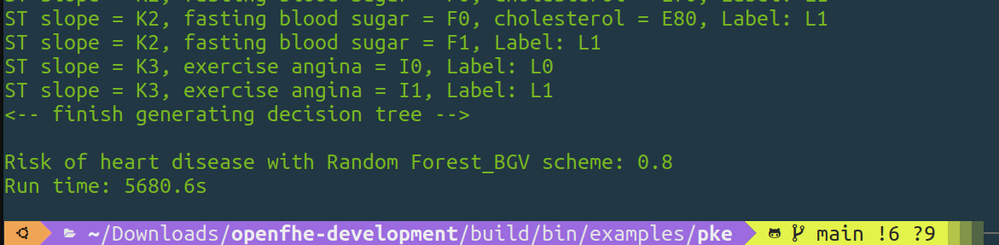 ST slope = K2, fasting blood sugar = F0, cholesterol = E80, Label: L1
ST slope = K2, fasting blood sugar = F1, Label: L1
ST slope = K3, exercise angina = I0, Label: L0
ST slope = K3, exercise angina = I1, Label: L1
<-- finish generating decision tree -->
Risk of heart disease with Random Forest_BGV scheme: 0.8
Run time: 5680.6s
~/Downloads/openfhe-development/build/bin/examples/pke main !6 ?9